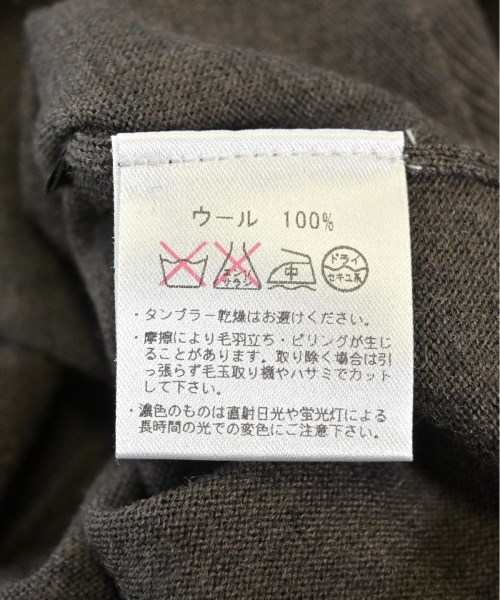 ウール 100%
エンソ
サラシ
中
ドライ
セキユ系
・タンブラー乾燥はお避けください。
・摩擦により毛羽立ち・ピリングが生じ
ることがあります。取り除く場合は引
っ張らず毛玉取り機やハサミでカット
して下さい。
・濃色のものは直射日光や蛍光灯による
長時間の光での変色にご注意下さい。